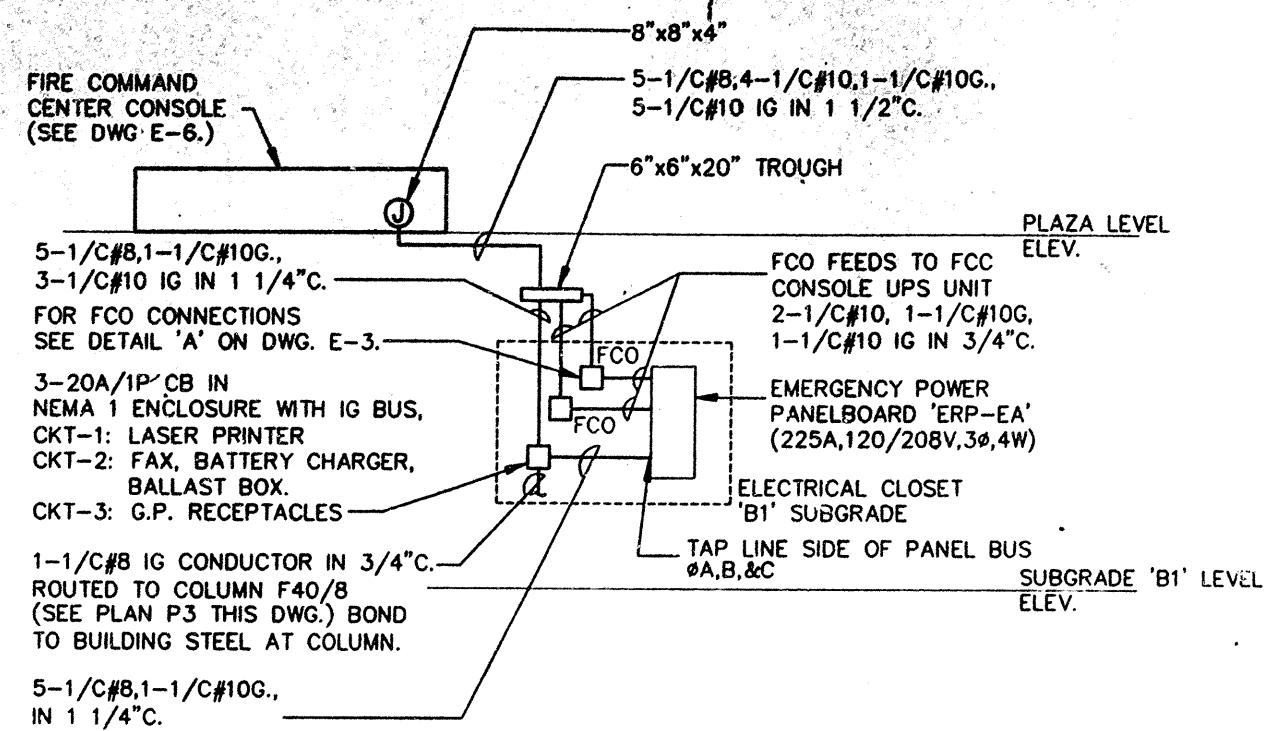 8"x8"x4"
FIRE COMMAND
CENTER CONSOLE
(SEE DWG E-6.)
5-1/C#8,4-1/C#10,1-1/C#10G.,
5-1/C#10 IG IN 1 1/2"C.
6"x6"x20" TROUGH
J
PLAZA LEVEL
ELEV.
5-1/C#8,1-1/C#10G.,
3-1/C#10 IG IN 1 1/4"C.
FCO FEEDS TO FCC
CONSOLE UPS UNIT
2-1/C#10, 1-1/C#10G,
1-1/C#10 IG IN 3/4"C.
FOR FCO CONNECTIONS
SEE DETAIL 'A' ON DWG. E-3.
FCO
FCO
3-20A/1P CB IN
NEMA 1 ENCLOSURE WITH IG BUS,
CKT-1: LASER PRINTER
CKT-2: FAX, BATTERY CHARGER,
BALLAST BOX.
CKT-3: G.P. RECEPTACLES
EMERGENCY POWER
PANELBOARD 'ERP-EA'
(225A,120/208V,3ø,4W)
ELECTRICAL CLOSET
'B1' SUBGRADE
TAP LINE SIDE OF PANEL BUS
øA,B,&C
1-1/C#8 IG CONDUCTOR IN 3/4"C.
ROUTED TO COLUMN F40/8
(SEE PLAN P3 THIS DWG.) BOND
TO BUILDING STEEL AT COLUMN.
SUBGRADE 'B1' LEVEL
ELEV.
5-1/C#8,1-1/C#10G.,
IN 1 1/4"C.